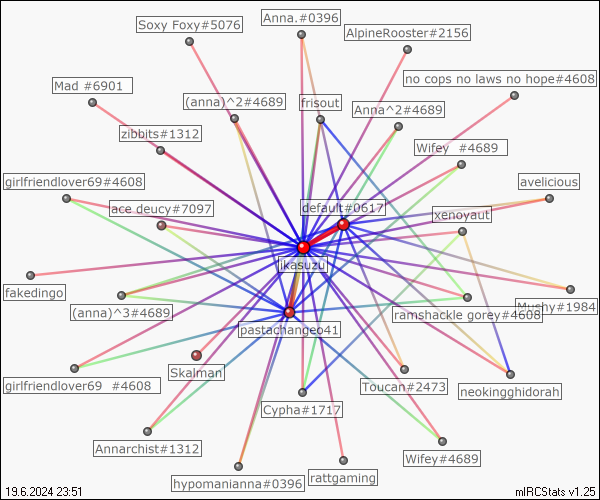 Anna.#0396
Soxy Foxy#5076
AlpineRooster#2156
no cops no laws no hope#4608
Mad #6901
(anna)^2#4689
frisout
Anna^2#4689
zibbits#1312
Wifey  #4689
girlfriendlover69#4608
avelicious
ace deucy#7097
default#0617
xenoyaut
likasuzu
fakedingo
(anna)^3#4689
ramshackle gorey#4608
Mushy#1984
pastachangeo41
Skalman
girlfriendlover69  #4608
Toucan#2473
neokingghidorah
Cypha#1717
Annarchist#1312
Wifey#4689
hypomanianna#0396
rattgaming
19.6.2024 23:51
mIRCStats v1.25